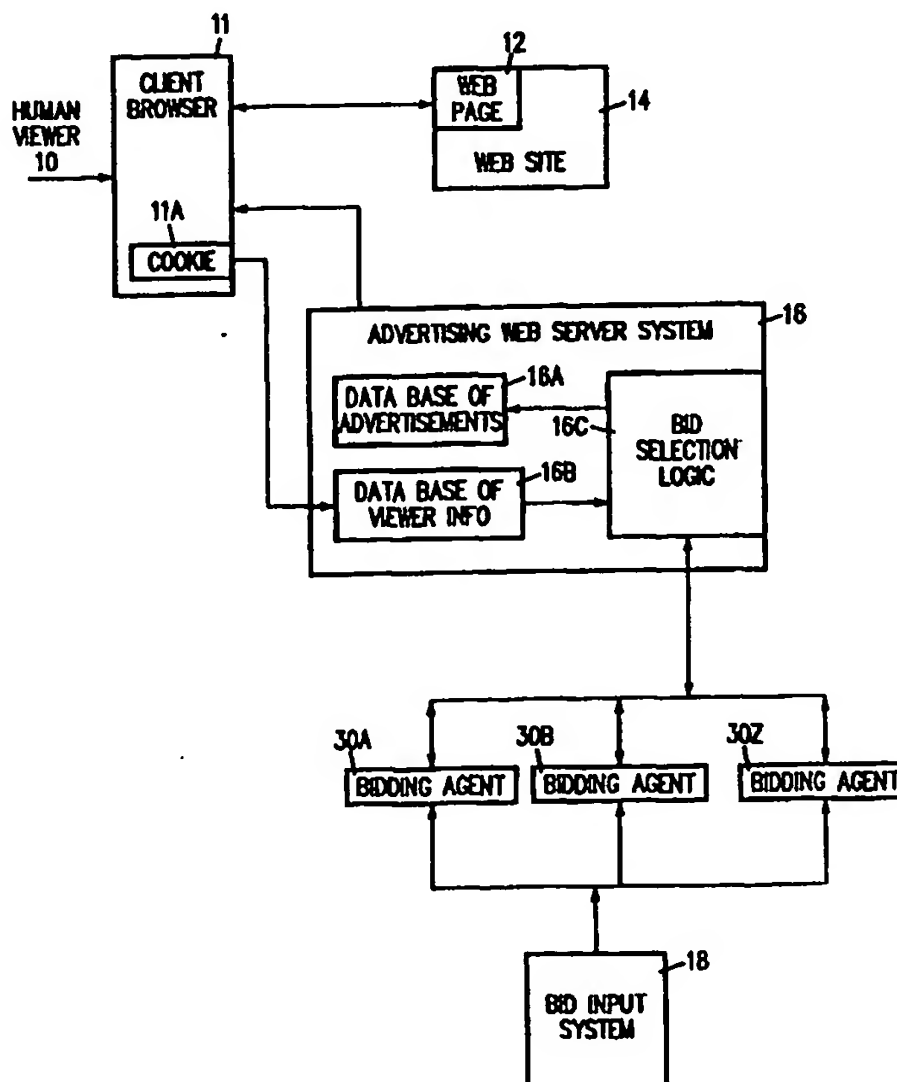 11
12
CLIENT
BROWSER
WEB
PAGE
14
HUMAN
VIEWER
10
WEB SITE
11A
COOKIE
16
ADVERTISING WEB SERVER SYSTEM
16A
DATA BASE OF
ADVERTISEMENTS
16C
BID
SELECTION
LOGIC
16B
DATA BASE OF
VIEWER INFO
30A
30B
30Z
BIDDING AGENT
BIDDING AGENT
BIDDING AGENT
18
BID INPUT
SYSTEM